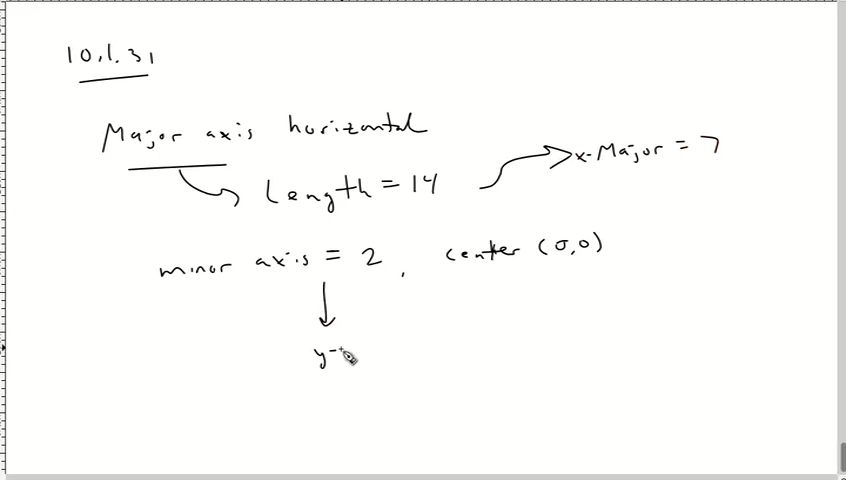 10.1.31
Major axis horizontal
Length = 14
x-Major = 7
minor axis = 2, center (0,0)
y-